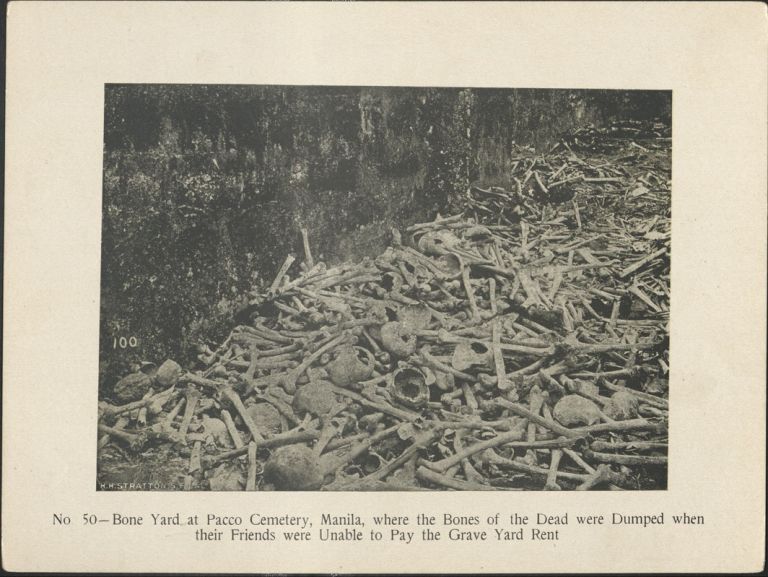 100
H.H.STRATTON S.F.
No 50—Bone Yard at Pacco Cemetery, Manila, where the Bones of the Dead were Dumped when
their Friends were Unable to Pay the Grave Yard Rent